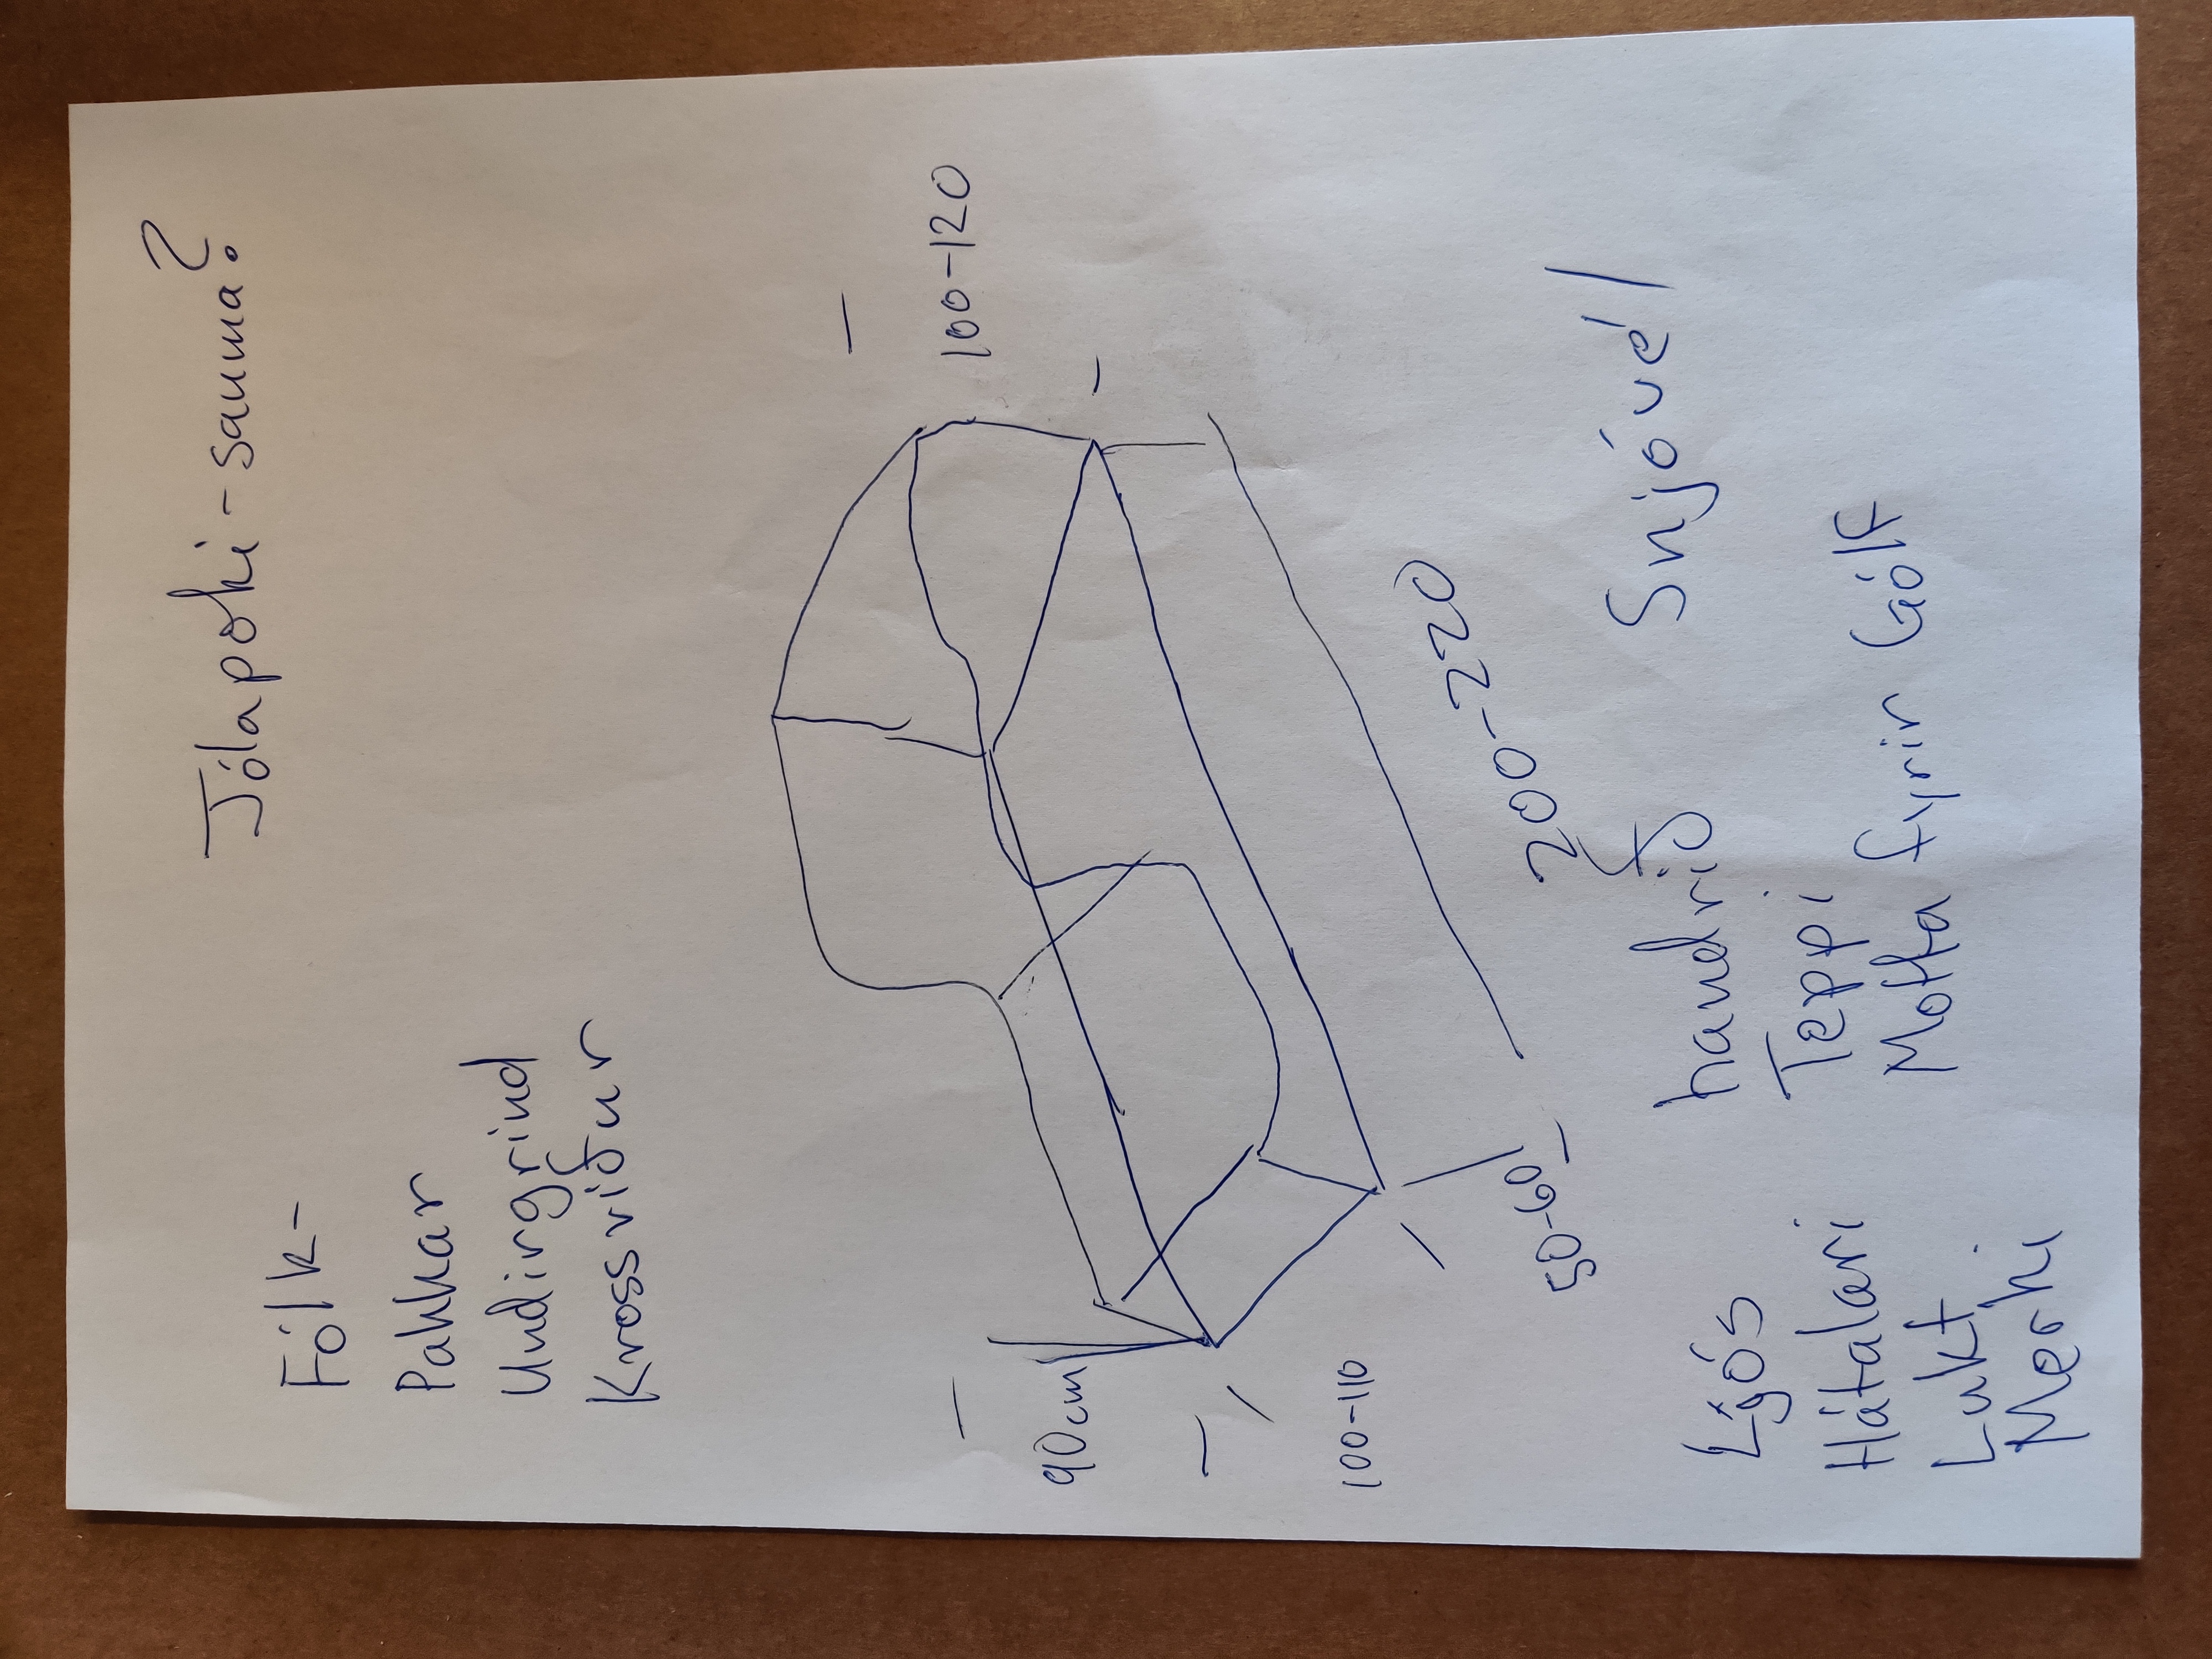 Jólapoki-sauma?
Fólk-
Pakkar
Undirgrind
Krossviður
100-120
90cm
100-110
50-60
200-220
Ljós
Hátalari
Lukt
Merki
handrið
Teppi
Motta fyrir Gólf
Snjóvél